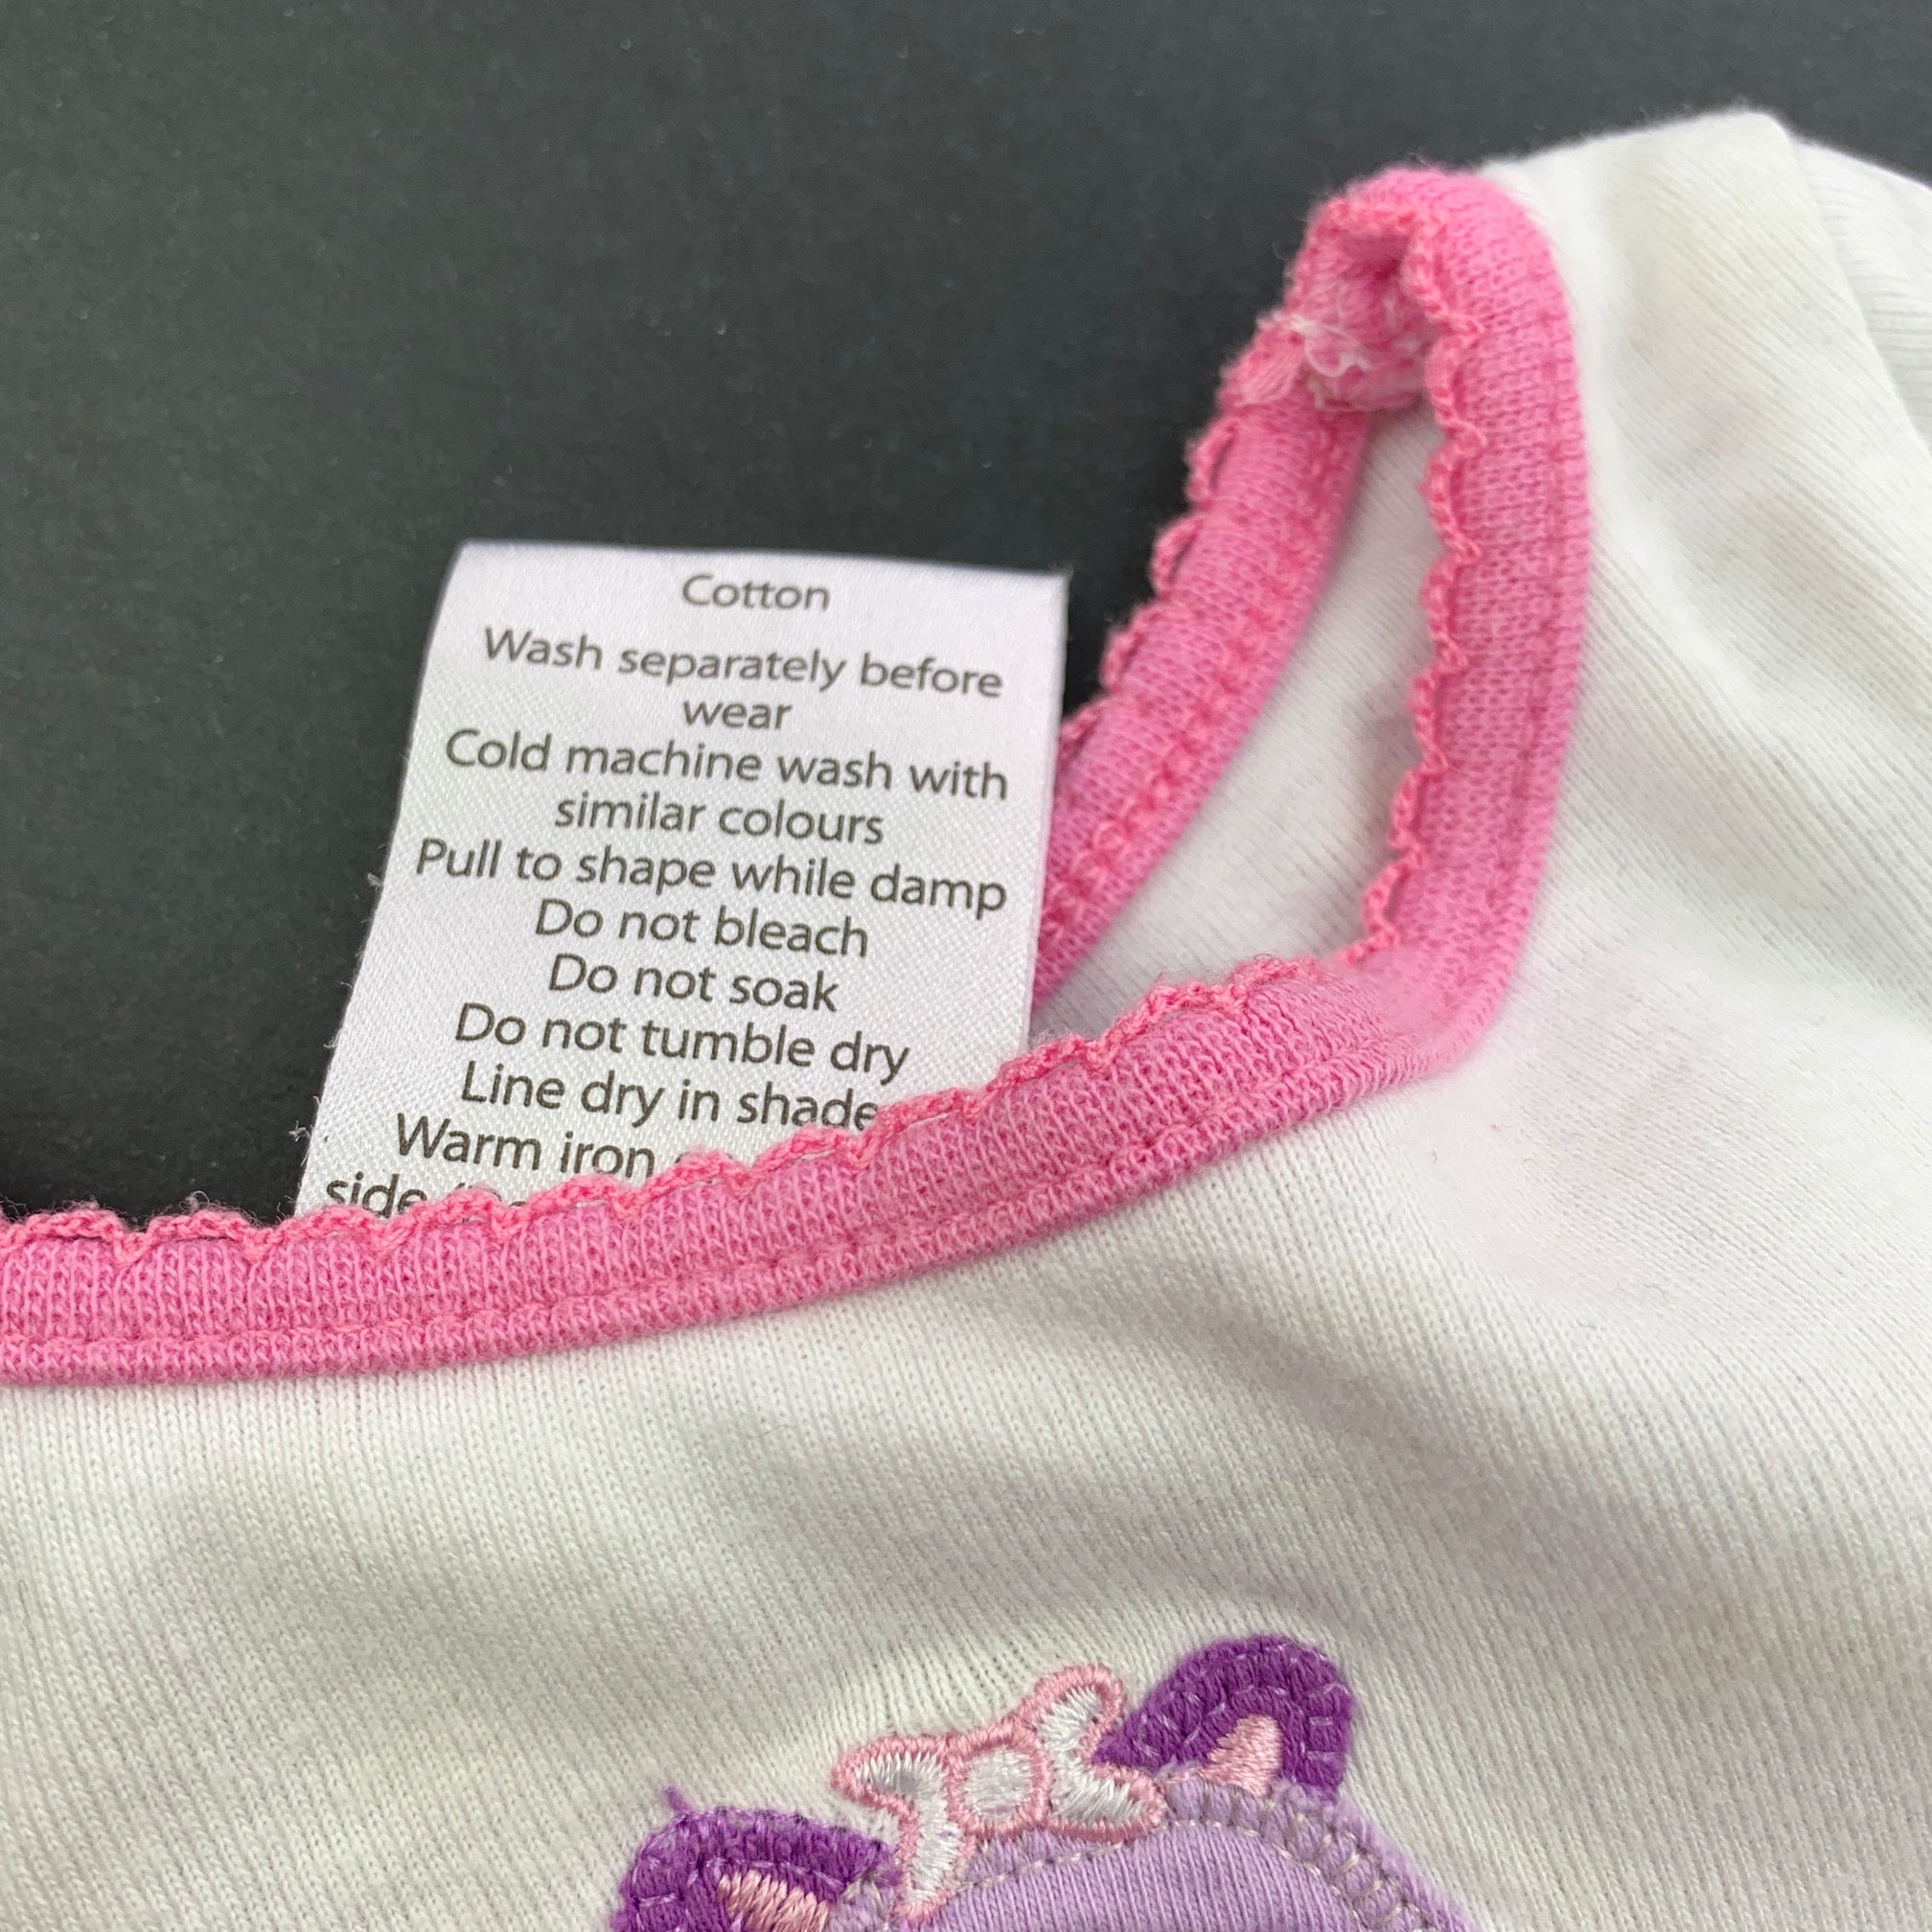 Cotton
Wash separately before
wear
Cold machine wash with
similar colours
Pull to shape while damp
Do not bleach
Do not soak
Do not tumble dry
Line dry in shade
Warm iron
side